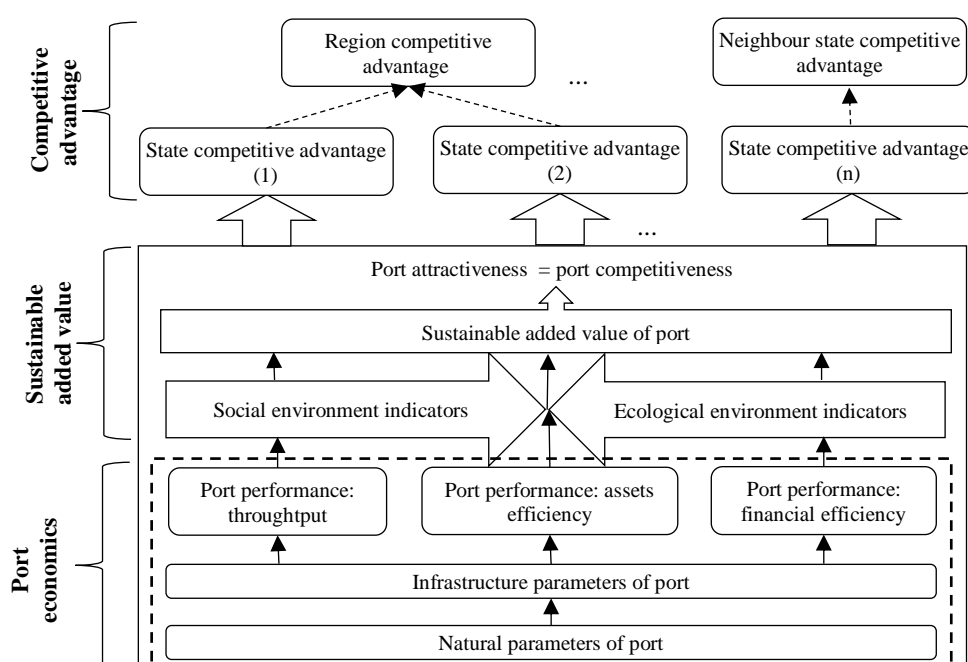 Competitive
advantage
Region competitive
advantage
...
Neighbour state competitive
advantage
State competitive advantage
(1)
State competitive advantage
(2)
State competitive advantage
(n)
...
Sustainable
added value
Port attractiveness = port competitiveness
Sustainable added value of port
Social environment indicators
Ecological environment indicators
Port
economics
Port performance:
throughtput
Port performance: assets
efficiency
Port performance:
financial efficiency
Infrastructure parameters of port
Natural parameters of port